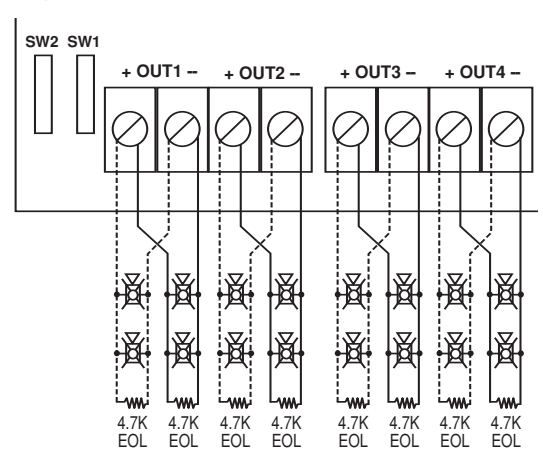 SW2 SW1
+ OUT1 -- + OUT2 -- + OUT3 -- + OUT4 --
4.7K 4.7K 4.7K 4.7K 4.7K 4.7K 4.7K 4.7K
EOL EOL EOL EOL EOL EOL EOL EOL